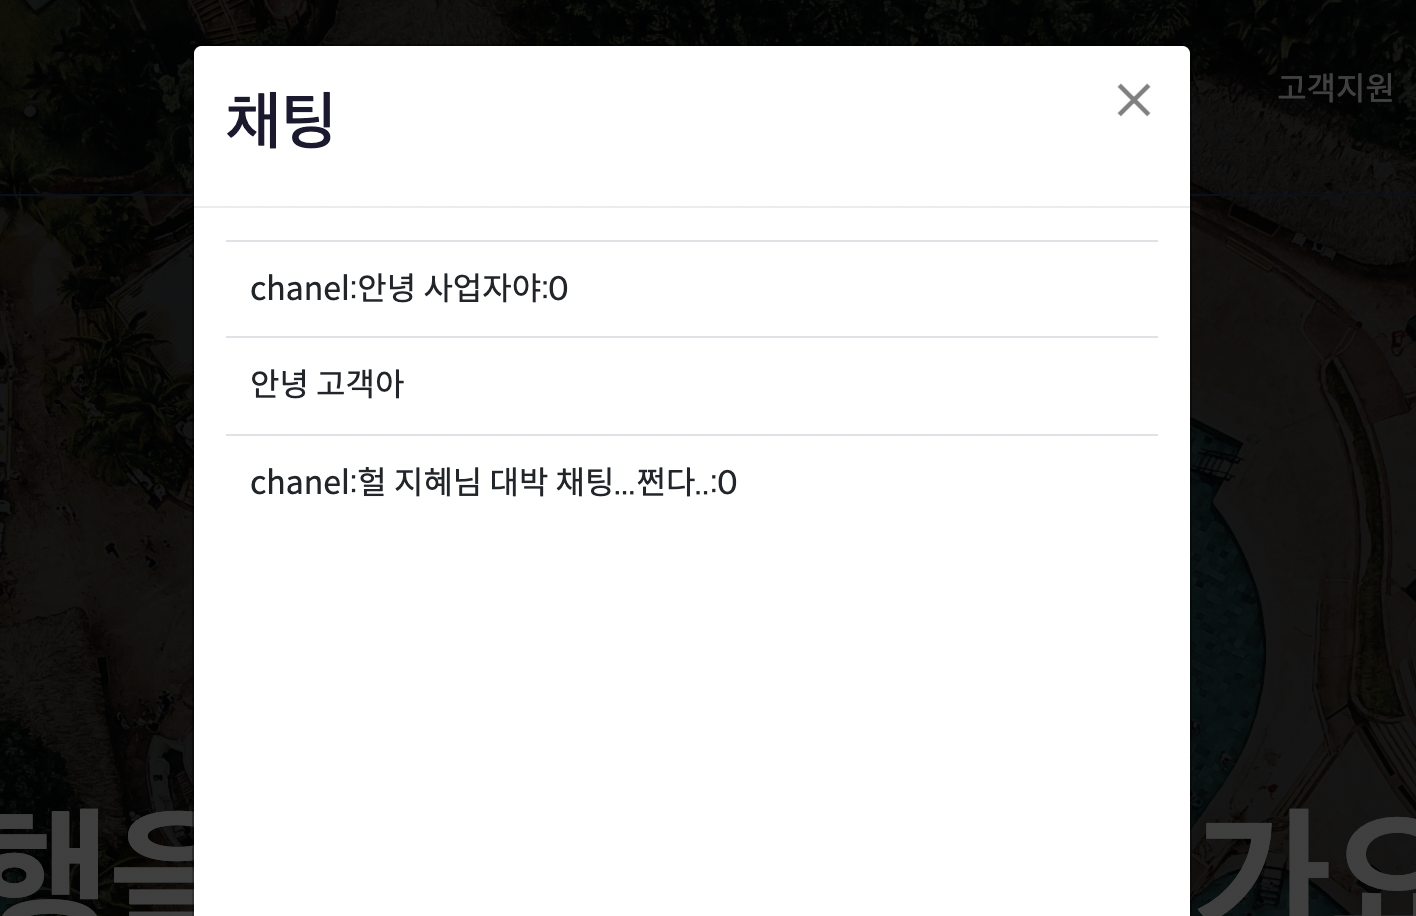 고객지원
채팅
chanel:안녕 사업자야:0
안녕 고객아
chanel:헐 지혜님 대박 채팅...쩐다..:0
행을
가요